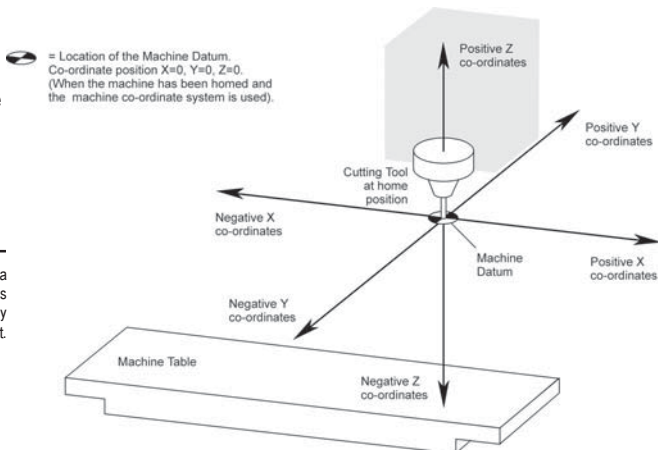 = Location of the Machine Datum.
Co-ordinate position X=0, Y=0, Z=0.
(When the machine has been homed and
the machine co-ordinate system is used).
Positive Z
co-ordinates
Positive Y
co-ordinates
Cutting Tool
at home
position
Negative X
co-ordinates
Machine
Datum
Positive X
co-ordinates
Negative Y
co-ordinates
Machine Table
Negative Z
co-ordinates
e
a
s
y
t.